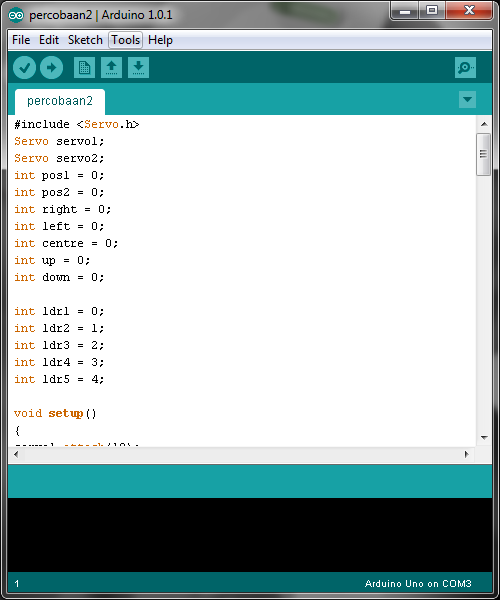 percobaan2 | Arduino 1.0.1
File Edit Sketch Tools Help
percobaan2
#include <Servo.h>
Servo servo1;
Servo servo2;
int pos1 = 0;
int pos2 = 0;
int right = 0;
int left = 0;
int centre = 0;
int up = 0;
int down = 0;
int ldr1 = 0;
int ldr2 = 1;
int ldr3 = 2;
int ldr4 = 3;
int ldr5 = 4;
void setup()
{
1
Arduino Uno on COM3